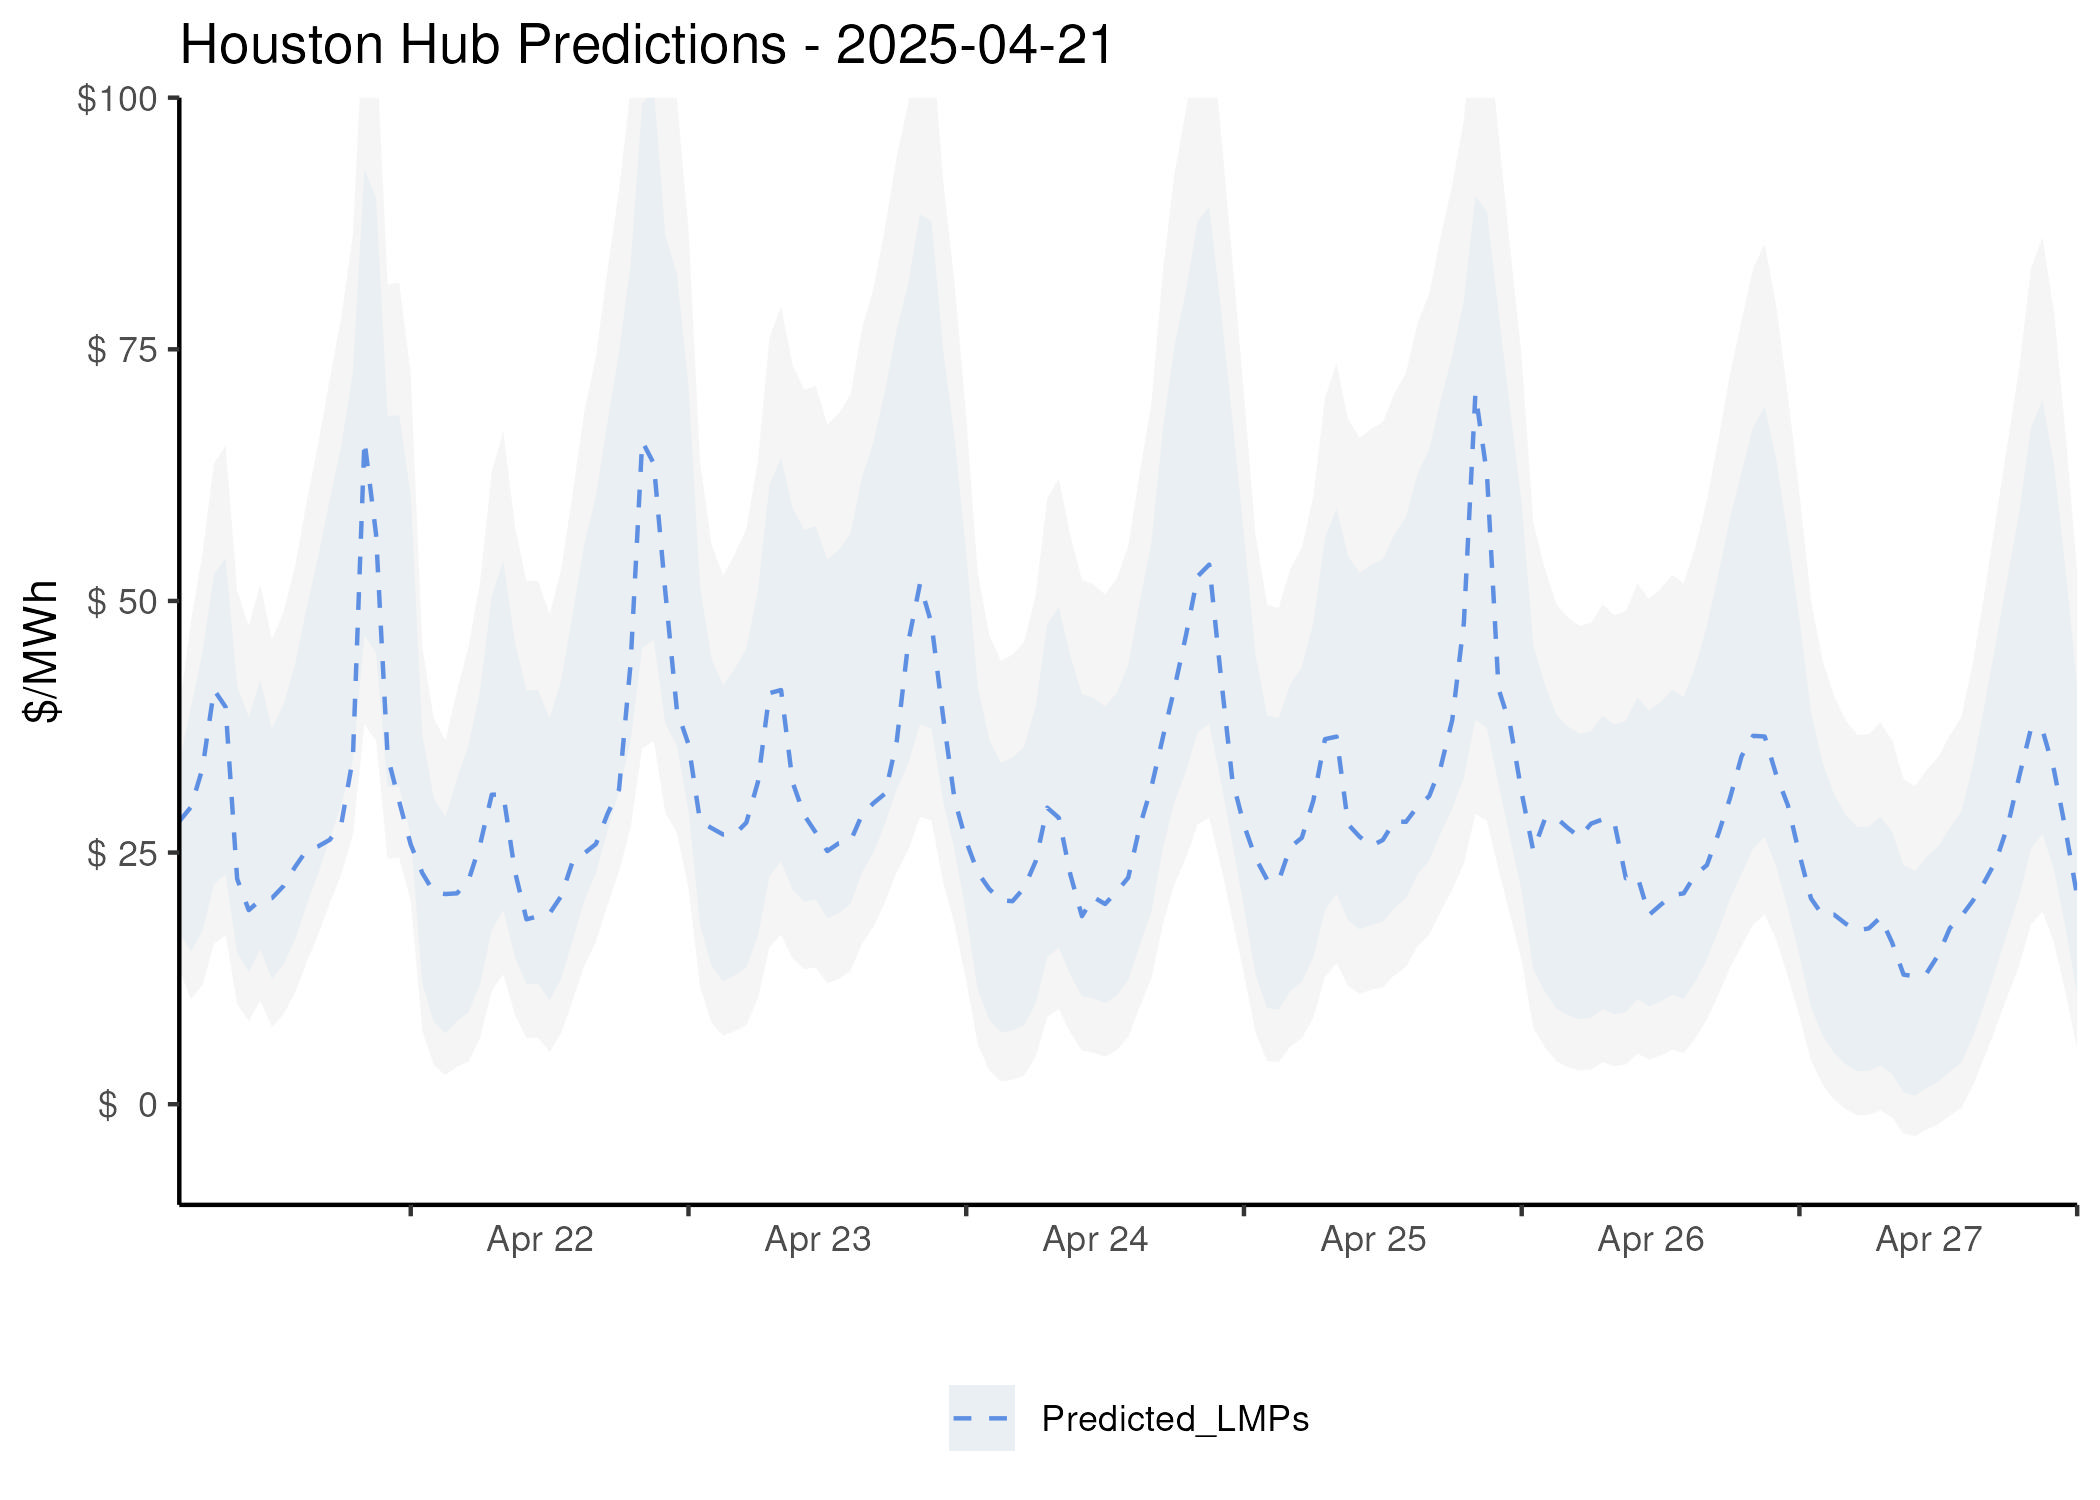 Houston Hub Predictions - 2025-04-21
$100
$ 75
$ 50
$ 25
$  0
$/MWh
Apr 22 Apr 23 Apr 24 Apr 25 Apr 26 Apr 27
Predicted_LMPs